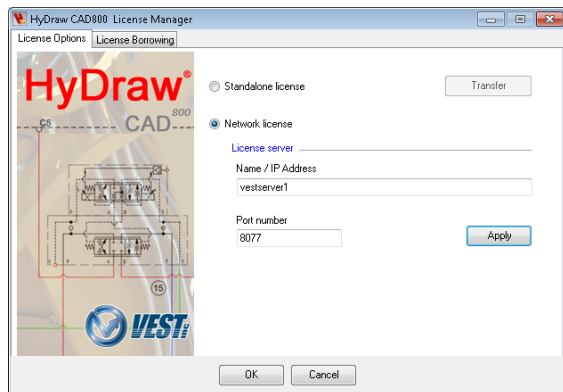 HyDraw CAD800 License Manager
License Options
License Borrowing
HyDraw®
CAD 800
C5
15
VEST
Standalone license
Transfer
Network license
License server
Name / IP Address
vestserver1
Port number
8077
Apply
OK
Cancel